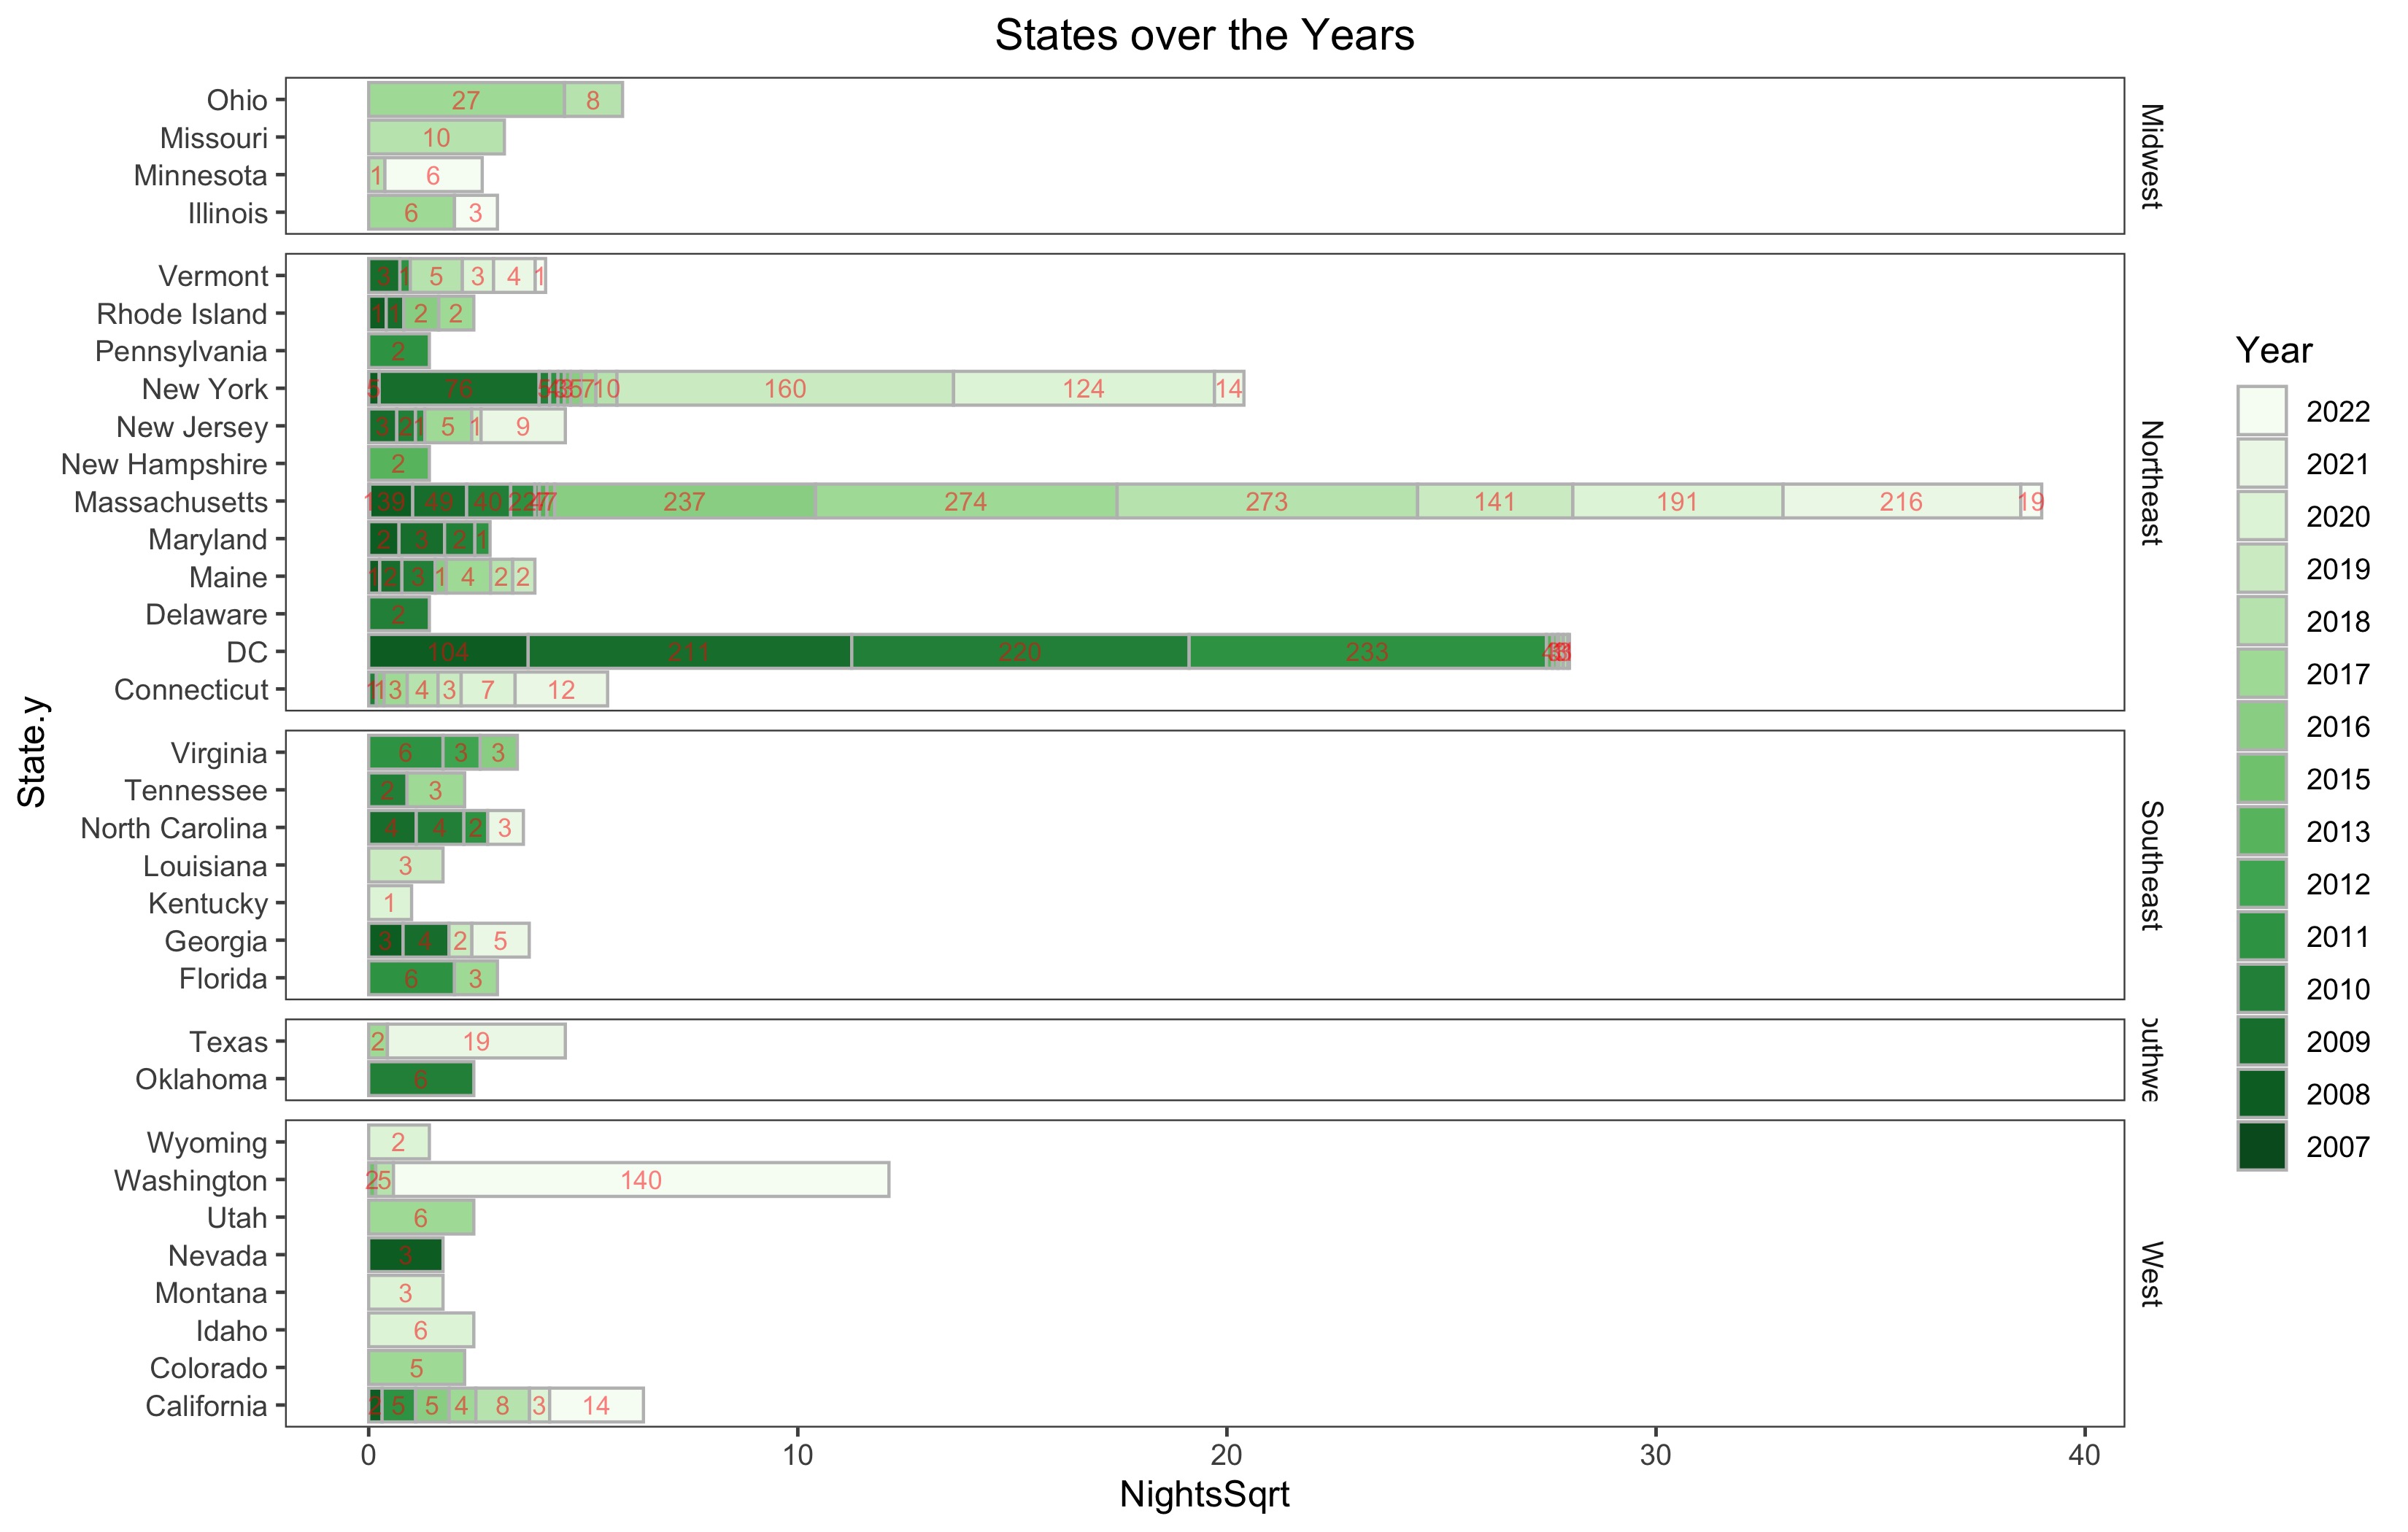 States over the Years
Ohio 27 8
Missouri 10
Minnesota 1 6
Illinois 6 3
Midwest
Vermont 3 1 5 3 4 1
Rhode Island 1 1 2 2
Pennsylvania 2
New York 5 76 10 160 124 14
New Jersey 3 2 1 5 1 9
New Hampshire 2
Massachusetts 49 40 237 274 273 141 191 216 19
Maryland 2 3 2 1
Maine 1 2 3 1 4 2 2
Delaware 2
DC 104 211 220 233
Connecticut 1 1 3 4 3 7 12
Northeast
Virginia 6 3 3
Tennessee 2 3
North Carolina 4 4 2 3
Louisiana 3
Kentucky 1
Georgia 3 4 2 5
Florida 6 3
Southeast
Texas 2 19
Oklahoma 6
outhwe
Wyoming 2
Washington 2 5 140
Utah 6
Nevada 3
Montana 3
Idaho 6
Colorado 5
California 2 5 5 4 8 3 14
West
0 10 20 30 40
NightsSqrt
State.y
Year
2022
2021
2020
2019
2018
2017
2016
2015
2013
2012
2011
2010
2009
2008
2007